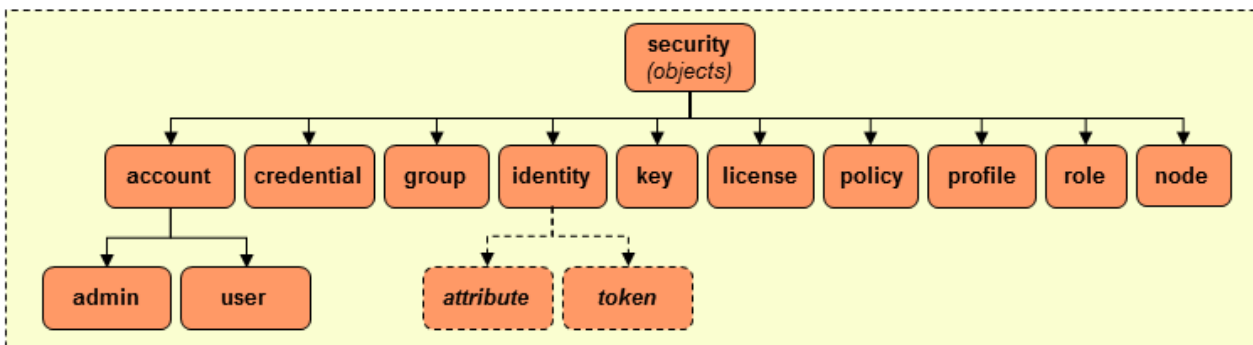 security
(objects)
account credential group identity key license policy profile role node
admin user attribute token